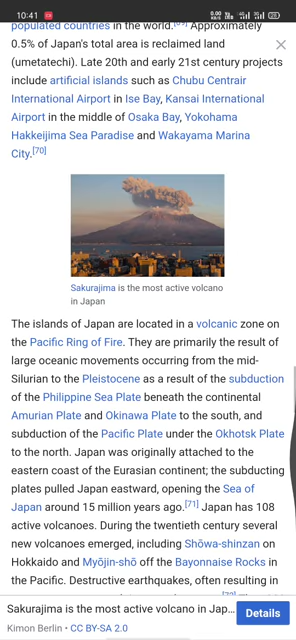 10:41
populated countries in the world.[69] Approximately
0.5% of Japan's total area is reclaimed land
(umetatechi). Late 20th and early 21st century projects
include artificial islands such as Chubu Centrair
International Airport in Ise Bay, Kansai International
Airport in the middle of Osaka Bay, Yokohama
Hakkeijima Sea Paradise and Wakayama Marina
City.[70]
Sakurajima is the most active volcano
in Japan
The islands of Japan are located in a volcanic zone on
the Pacific Ring of Fire. They are primarily the result of
large oceanic movements occurring from the mid-
Silurian to the Pleistocene as a result of the subduction
of the Philippine Sea Plate beneath the continental
Amurian Plate and Okinawa Plate to the south, and
subduction of the Pacific Plate under the Okhotsk Plate
to the north. Japan was originally attached to the
eastern coast of the Eurasian continent; the subducting
plates pulled Japan eastward, opening the Sea of
Japan around 15 million years ago.[71] Japan has 108
active volcanoes. During the twentieth century several
new volcanoes emerged, including Shōwa-shinzan on
Hokkaido and Myōjin-shō off the Bayonnaise Rocks in
the Pacific. Destructive earthquakes, often resulting in
Sakurajima is the most active volcano in Jap...
Details
Kimon Berlin • CC BY-SA 2.0